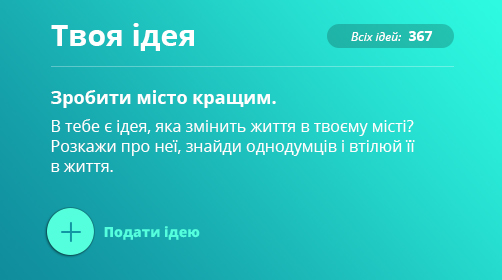 Твоя ідея
Всіх ідей: 367
Зробити місто кращим.
В тебе є ідея, яка змінить життя в твоєму місті?
Розкажи про неї, знайди однодумців і втілюй її
в життя.
Подати ідею